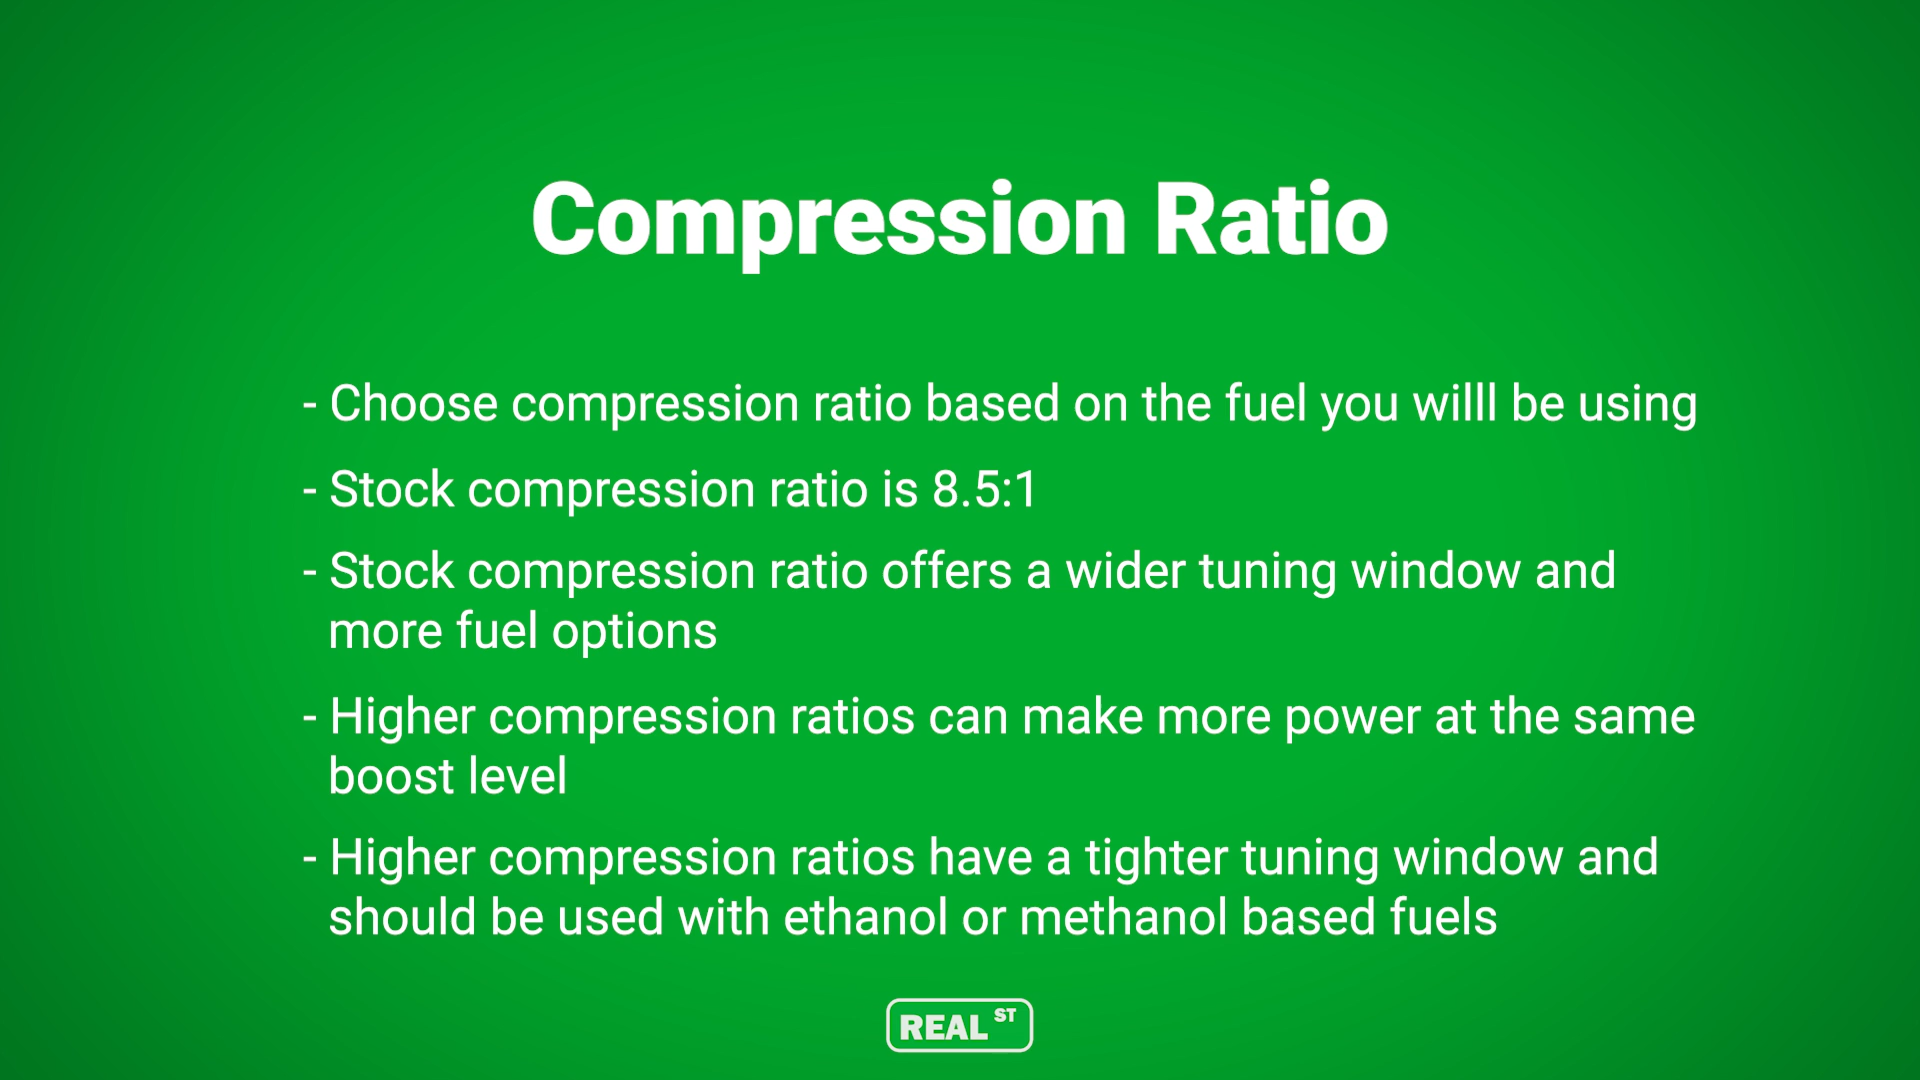 Compression Ratio
- Choose compression ratio based on the fuel you willl be using
- Stock compression ratio is 8.5:1
- Stock compression ratio offers a wider tuning window and
more fuel options
- Higher compression ratios can make more power at the same
boost level
- Higher compression ratios have a tighter tuning window and
should be used with ethanol or methanol based fuels
REAL ST